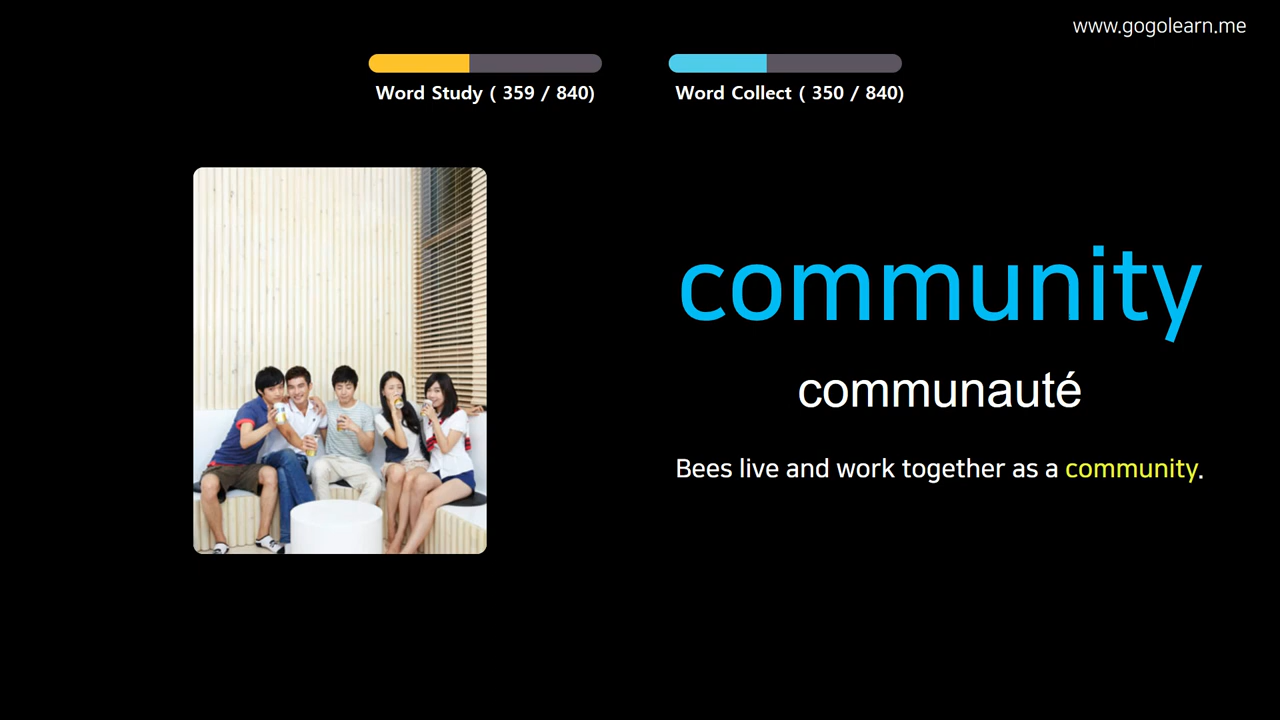 www.gogolearn.me
Word Study ( 359 / 840)
Word Collect ( 350 / 840)
community
communauté
Bees live and work together as a community.